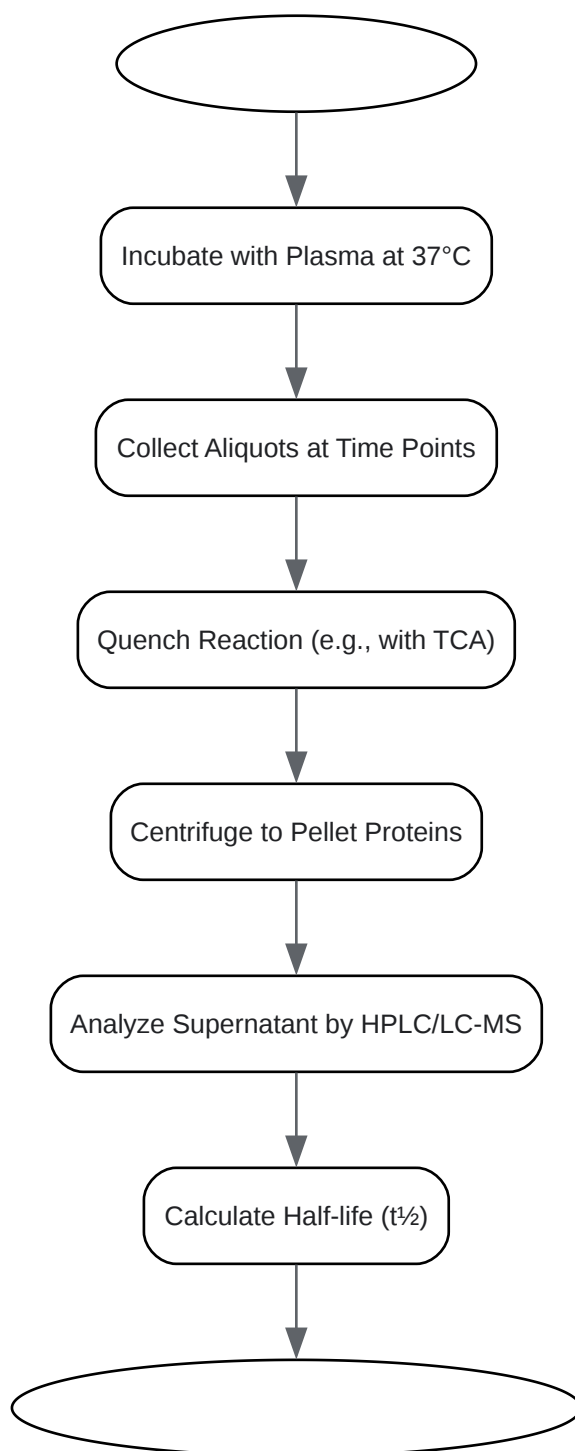 Incubate with Plasma at 37°C
Collect Aliquots at Time Points
Quench Reaction (e.g., with TCA)
Centrifuge to Pellet Proteins
Analyze Supernatant by HPLC/LC-MS
Calculate Half-life (t½)